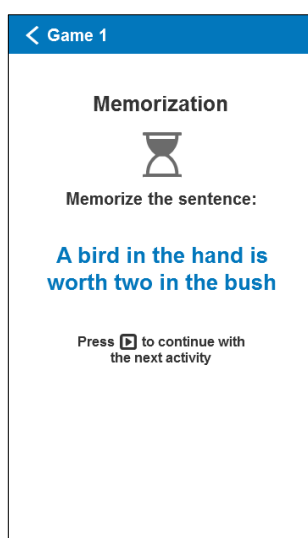 Game 1
Memorization
Memorize the sentence:
A bird in the hand is
worth two in the bush
Press to continue with
the next activity